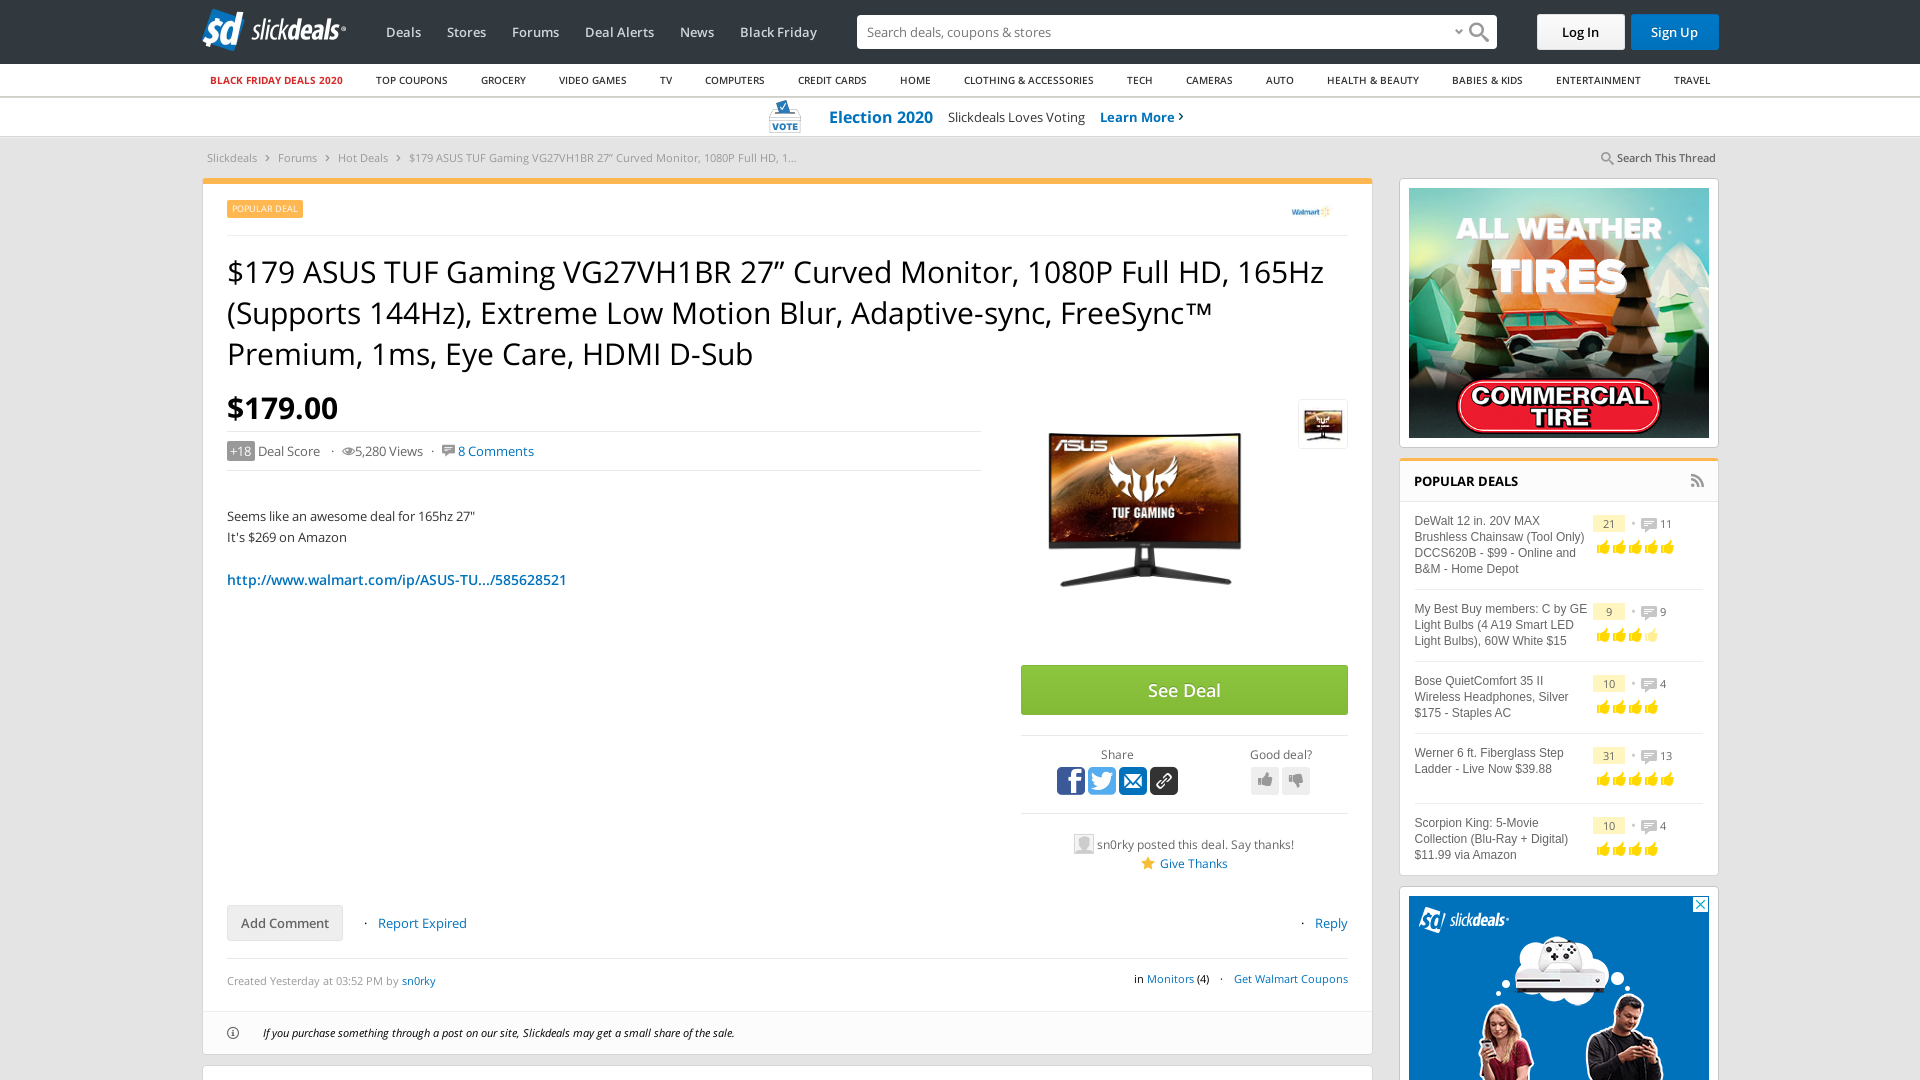 slickdeals
Deals
Stores
Forums
Deal Alerts
News
Black Friday
Search deals, coupons & stores
Log In
Sign Up
BLACK FRIDAY DEALS 2020
TOP COUPONS
GROCERY
VIDEO GAMES
TV
COMPUTERS
CREDIT CARDS
HOME
CLOTHING & ACCESSORIES
TECH
CAMERAS
AUTO
HEALTH & BEAUTY
BABIES & KIDS
ENTERTAINMENT
TRAVEL
VOTE
Election 2020 Slickdeals Loves Voting Learn More ›
Slickdeals › Forums › Hot Deals › $179 ASUS TUF Gaming VG27VH1BR 27” Curved Monitor, 1080P Full HD, 1...
Search This Thread
POPULAR DEAL
Walmart
$179 ASUS TUF Gaming VG27VH1BR 27” Curved Monitor, 1080P Full HD, 165Hz
(Supports 144Hz), Extreme Low Motion Blur, Adaptive-sync, FreeSync™
Premium, 1ms, Eye Care, HDMI D-Sub
$179.00
+18 Deal Score · 5,280 Views · 8 Comments
Seems like an awesome deal for 165hz 27"
It's $269 on Amazon
http://www.walmart.com/ip/ASUS-TU.../585628521
ASUS
TUF GAMING
See Deal
Share
Good deal?
sn0rky posted this deal. Say thanks!
Give Thanks
Add Comment · Report Expired
· Reply
Created Yesterday at 03:52 PM by sn0rky
in Monitors (4) · Get Walmart Coupons
If you purchase something through a post on our site, Slickdeals may get a small share of the sale.
ALL WEATHER
TIRES
COMMERCIAL
TIRE
POPULAR DEALS
DeWalt 12 in. 20V MAX
Brushless Chainsaw (Tool Only)
DCCS620B - $99 - Online and
B&M - Home Depot
21 • 11
My Best Buy members: C by GE
Light Bulbs (4 A19 Smart LED
Light Bulbs), 60W White $15
9 • 9
Bose QuietComfort 35 II
Wireless Headphones, Silver
$175 - Staples AC
10 • 4
Werner 6 ft. Fiberglass Step
Ladder - Live Now $39.88
31 • 13
Scorpion King: 5-Movie
Collection (Blu-Ray + Digital)
$11.99 via Amazon
10 • 4
slickdeals